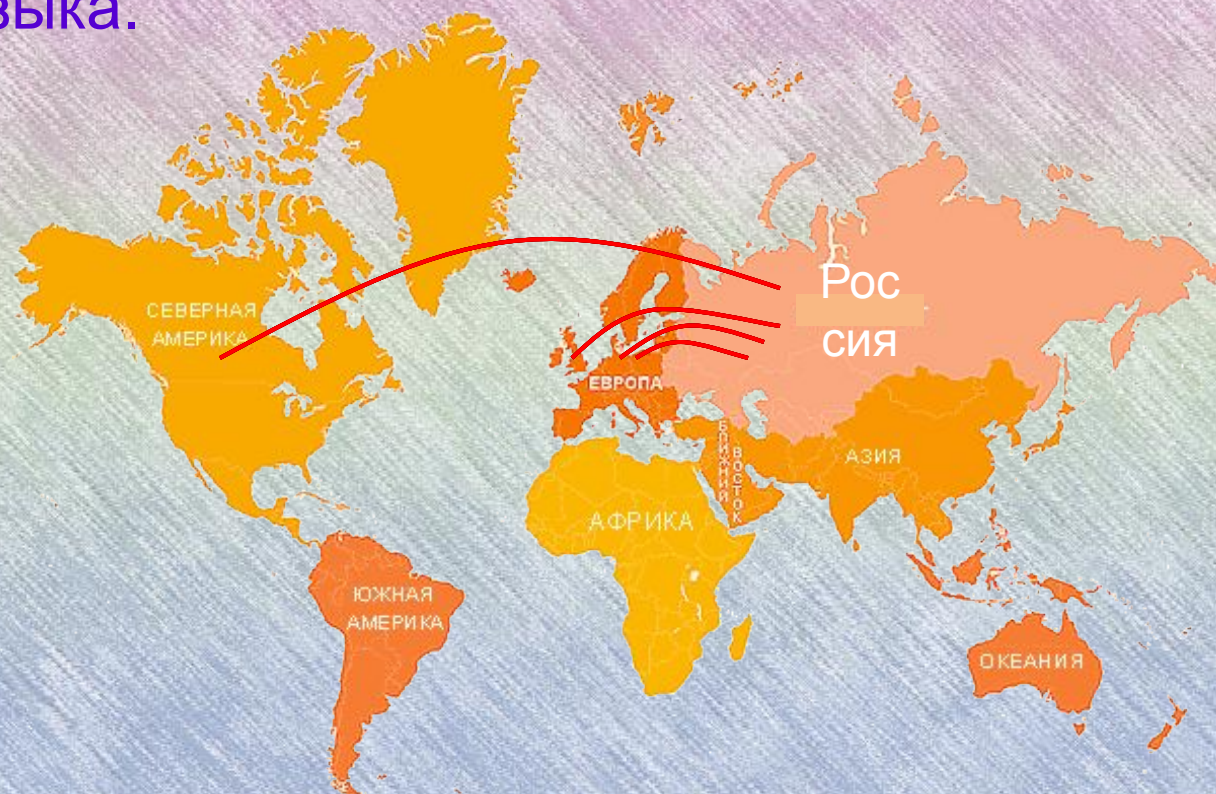 зыка.
СЕВЕРНАЯ
АМЕРИКА
Рос
сия
ЕВРОПА
БЛИЖНИЙ
ВОСТОК
АЗИЯ
АФРИКА
ЮЖНАЯ
АМЕРИКА
ОКЕАНИЯ